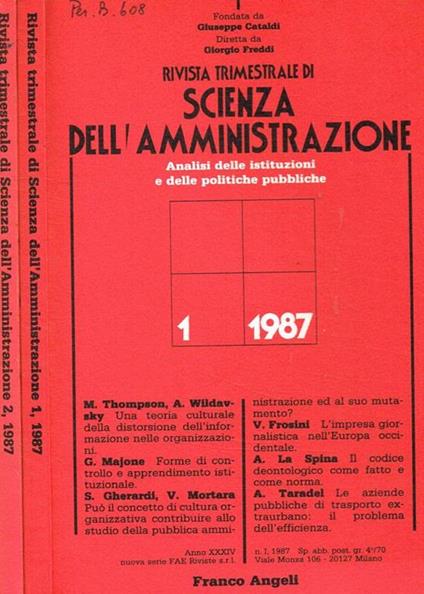 Per. B. 608
Fondata da
Giuseppe Cataldi
Diretta da
Giorgio Freddi
RIVISTA TRIMESTRALE DI
SCIENZA
DELL'AMMINISTRAZIONE
Analisi delle istituzioni
e delle politiche pubbliche
1 1987
M. Thompson, A. Wildav-
sky Una teoria culturale
della distorsione dell'infor-
mazione nelle organizzazio-
ni.
G. Majone Forme di con-
trollo e apprendimento isti-
tuzionale.
S. Gherardi, V. Mortara
Può il concetto di cultura or-
ganizzativa contribuire allo
studio della pubblica ammi-
nistrazione ed al suo muta-
mento?
V. Frosini L'impresa gior-
nalistica nell'Europa occi-
dentale.
A. La Spina Il codice
deontologico come fatto e
come norma.
A. Taradel Le aziende
pubbliche di trasporto ex-
traurbano: il problema
dell'efficienza.
Anno XXXIV
nuova serie FAE Riviste s.r.l.
n. 1, 1987 Sp. abb. post. gr. 4°/70
Viale Monza 106 - 20127 Milano
Franco Angeli
Rivista trimestrale di Scienza dell'Amministrazione 1, 1987
Rivista trimestrale di Scienza dell'Amministrazione 2, 1987